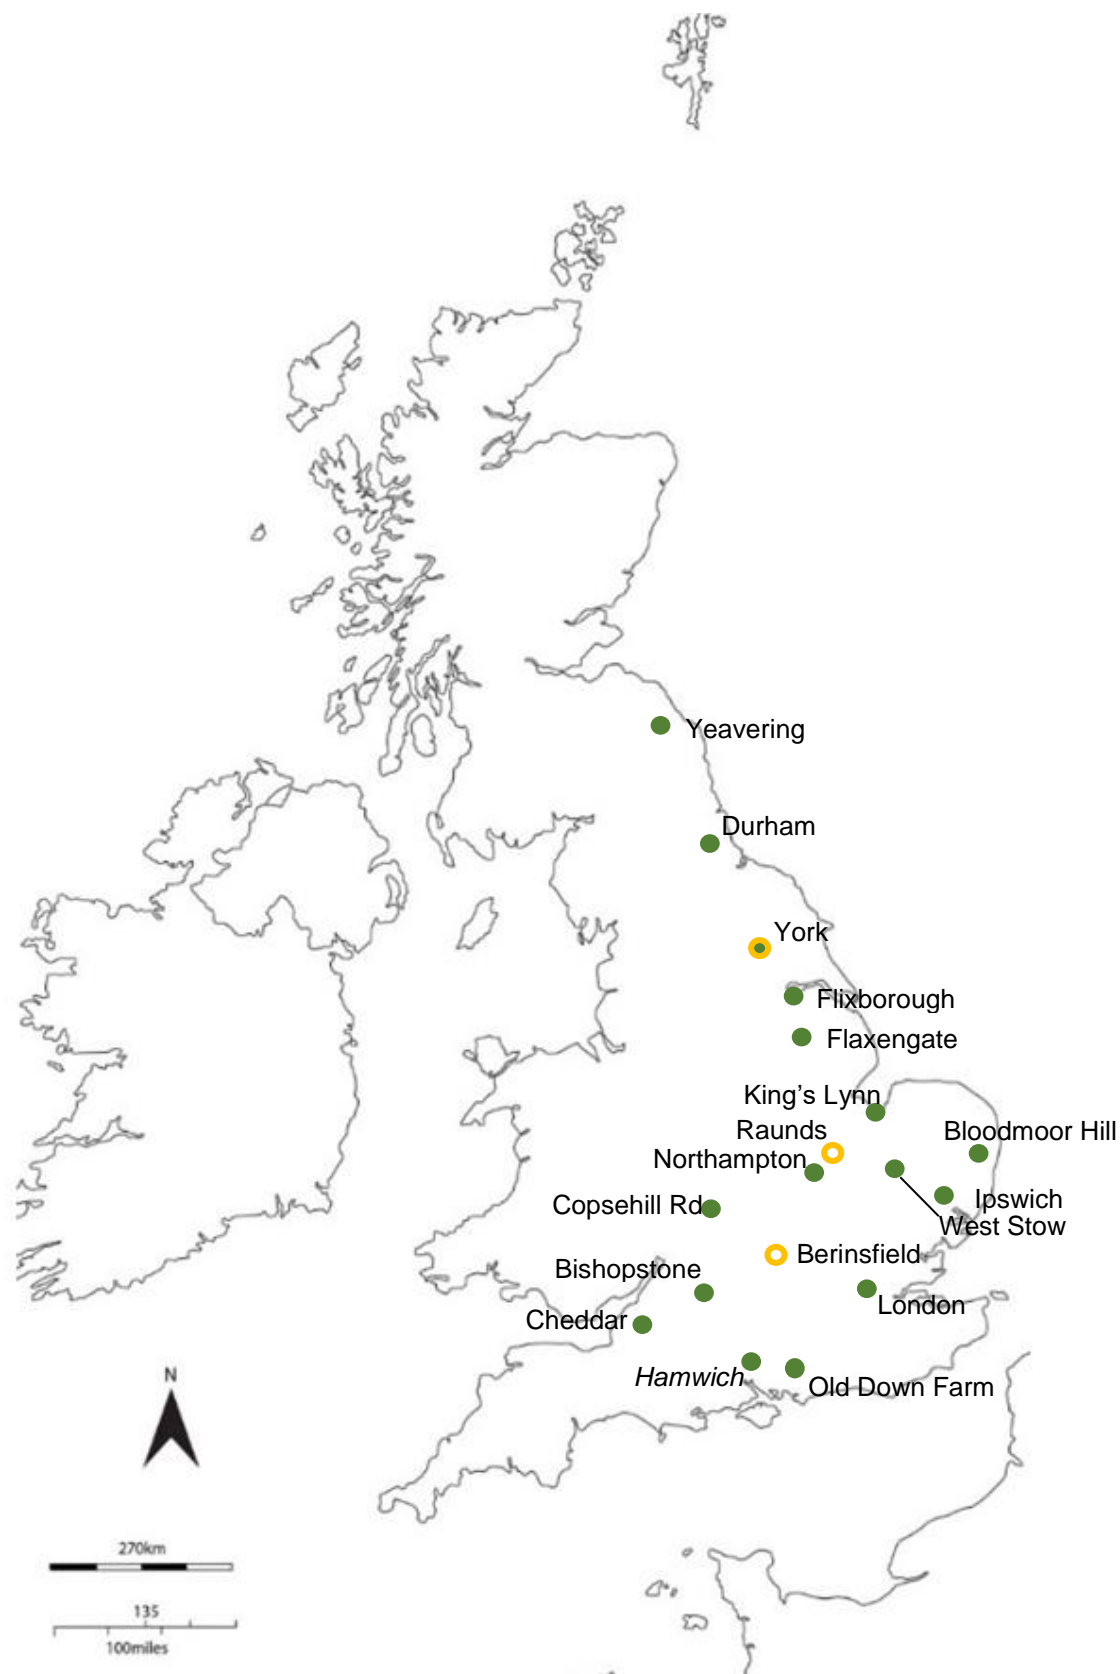 Yeavering
Durham
York
Flixborough
Flaxengate
King’s Lynn
Raunds
Bloodmoor Hill
Northampton
Ipswich
Copsehill Rd
West Stow
Berinsfield
Bishopstone
London
Cheddar
Hamwich
Old Down Farm
N
270km
135
100miles